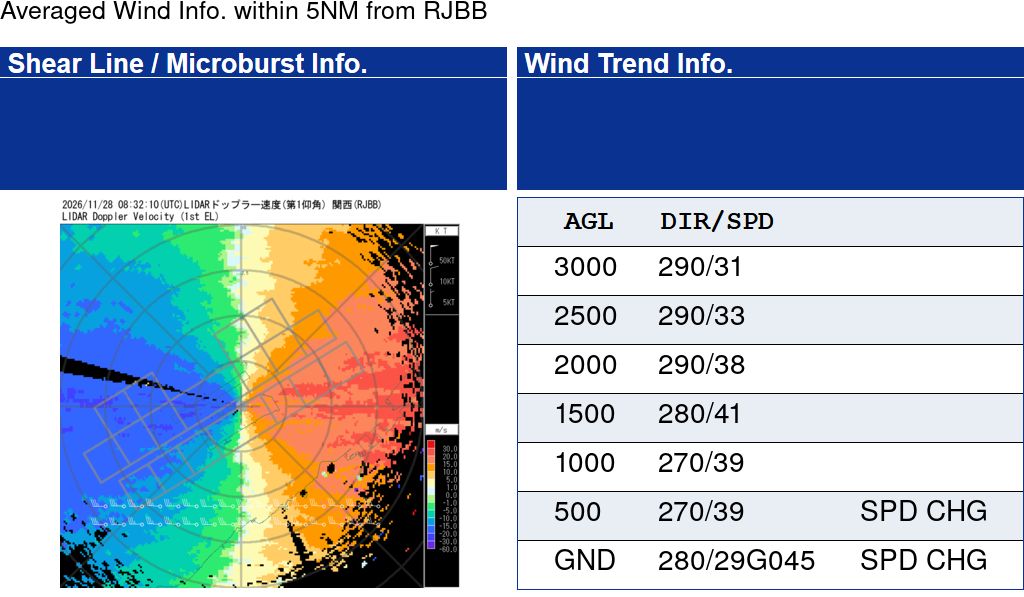 Averaged Wind Info. within 5NM from RJBB
Shear Line / Microburst Info.
Wind Trend Info.
2026/11/28 08:32:10(UTC)LIDARドップラー速度(第1仰角) 関西(RJBB)
LIDAR Doppler Velocity (1st EL)
KT
50KT
10KT
5KT
m/s
30.0
20.0
15.0
10.0
5.0
1.0
0.0
-1.0
-5.0
-10.0
-15.0
-20.0
-30.0
-60.0
AGL DIR/SPD
3000 290/31
2500 290/33
2000 290/38
1500 280/41
1000 270/39
500 270/39 SPD CHG
GND 280/29G045 SPD CHG